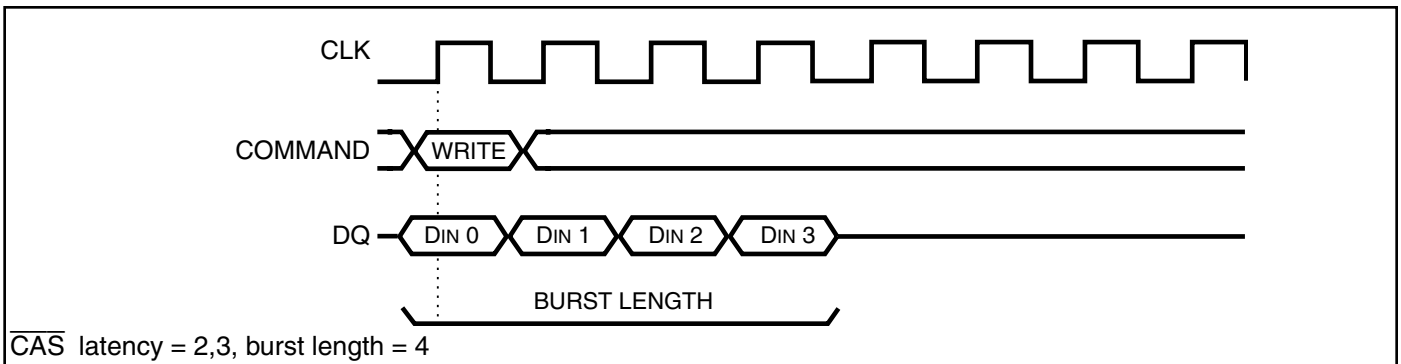 CLK
COMMAND WRITE
DQ DIN 0 DIN 1 DIN 2 DIN 3
BURST LENGTH
C̅A̅S̅ latency = 2,3, burst length = 4